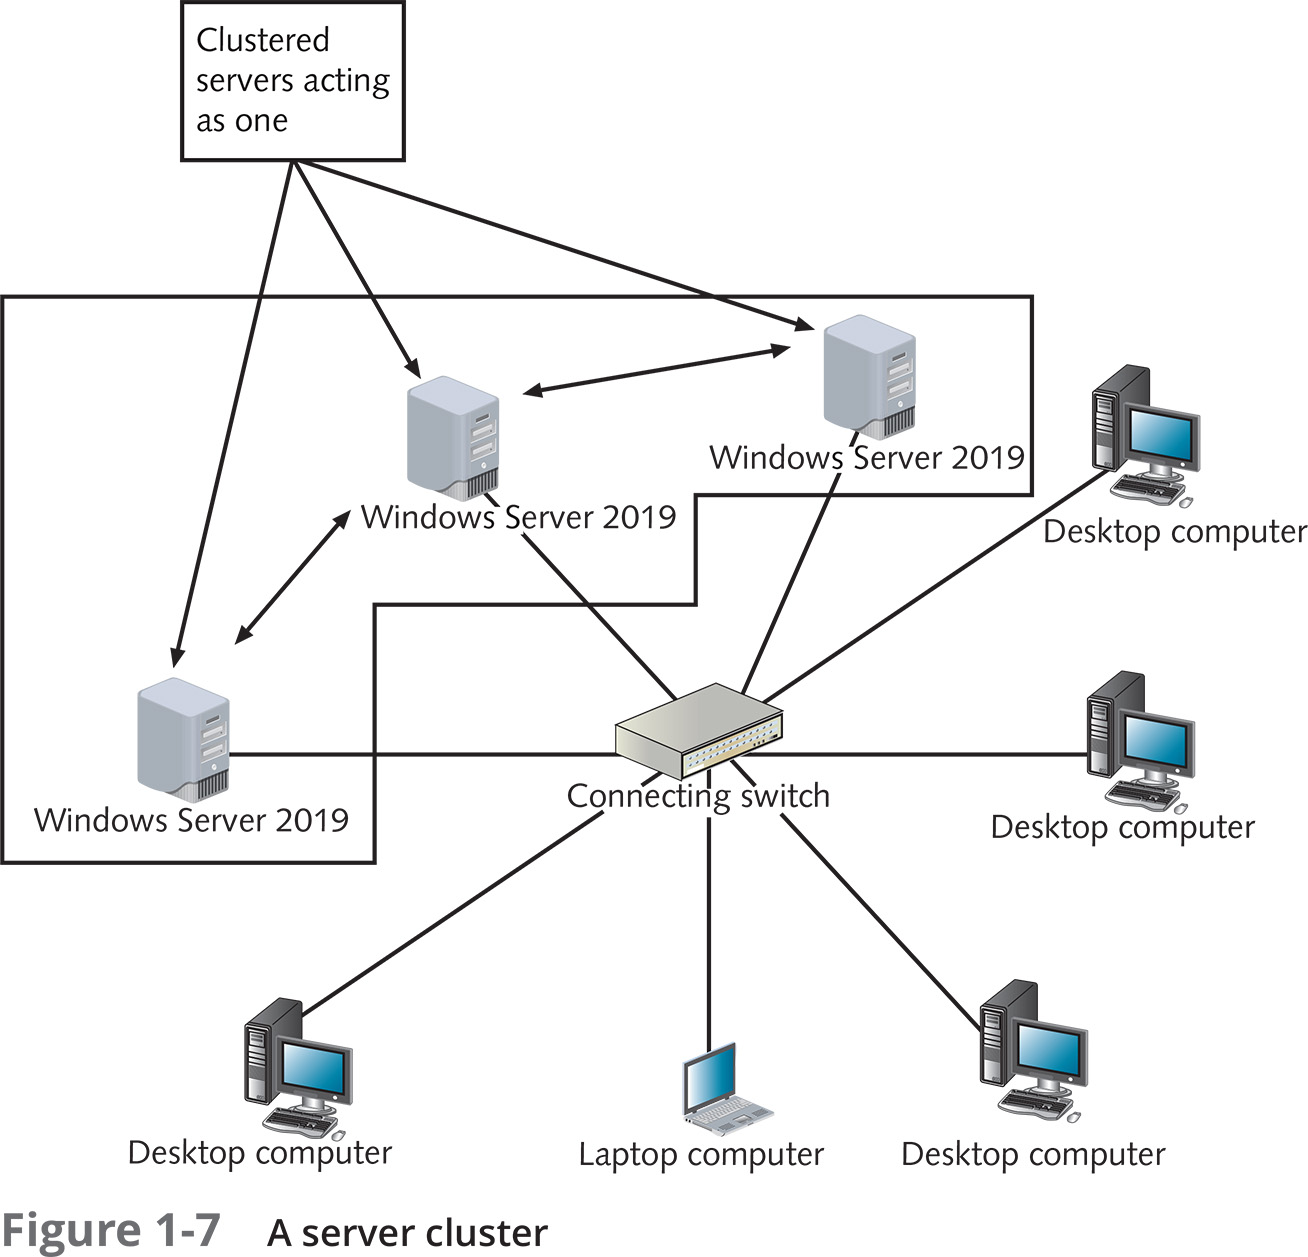 Clustered
servers acting
as one
Windows Server 2019
Windows Server 2019
Desktop computer
Windows Server 2019
Connecting switch
Desktop computer
Desktop computer
Laptop computer
Desktop computer
Figure 1-7 A server cluster